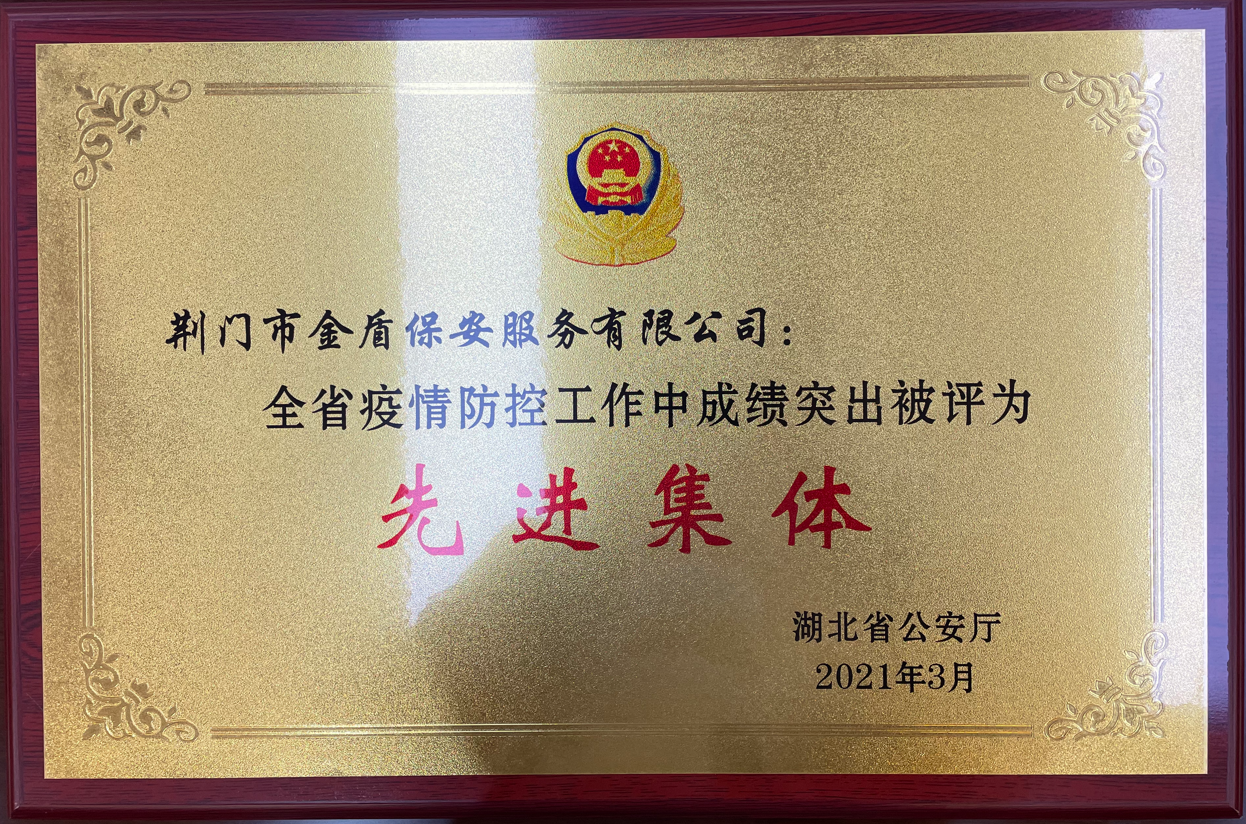 荆门市金盾保安服务有限公司：
全省疫情防控工作中成绩突出被评为
先进集体
湖北省公安厅
2021年3月